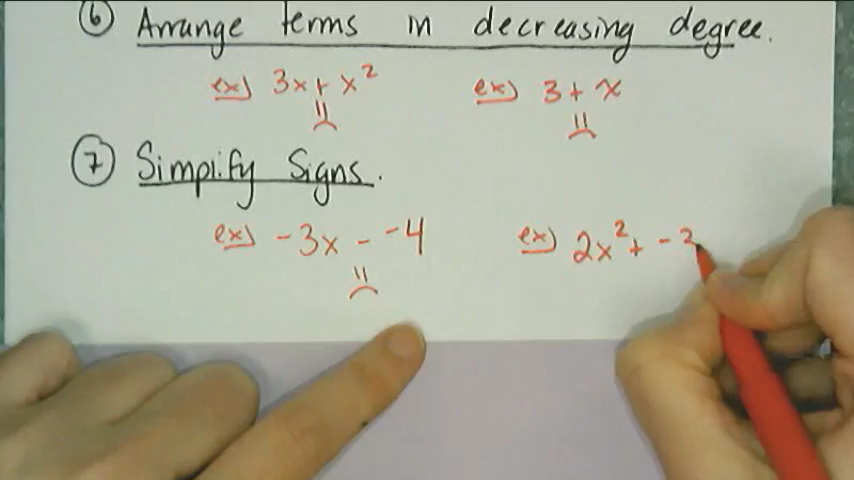 ⑥ Arrange terms in decreasing degree.
ex) 3x + x² ex) 3 + x
⑦ Simplify Signs.
ex) -3x - -4 ex) 2x² + -